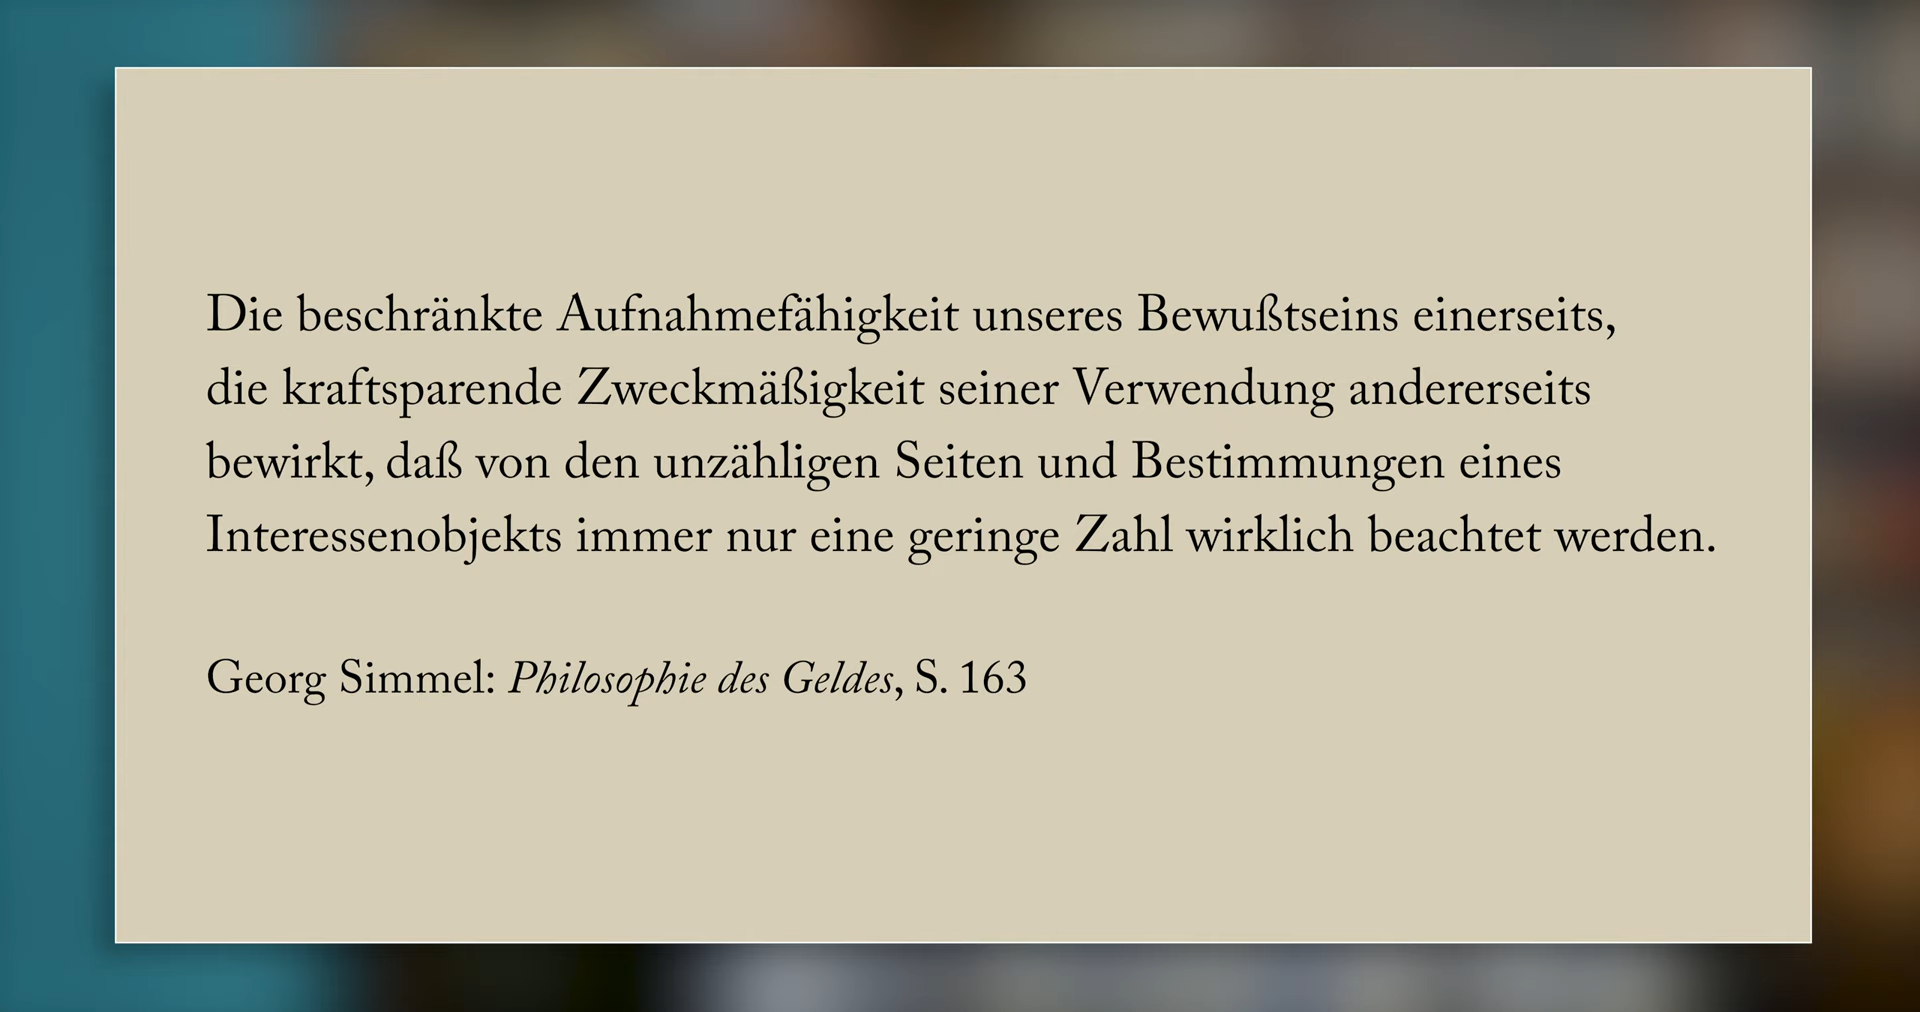 Die beschränkte Aufnahmefähigkeit unseres Bewußtseins einerseits,
die kraftsparende Zweckmäßigkeit seiner Verwendung andererseits
bewirkt, daß von den unzähligen Seiten und Bestimmungen eines
Interessenobjekts immer nur eine geringe Zahl wirklich beachtet werden.
Georg Simmel: Philosophie des Geldes, S. 163